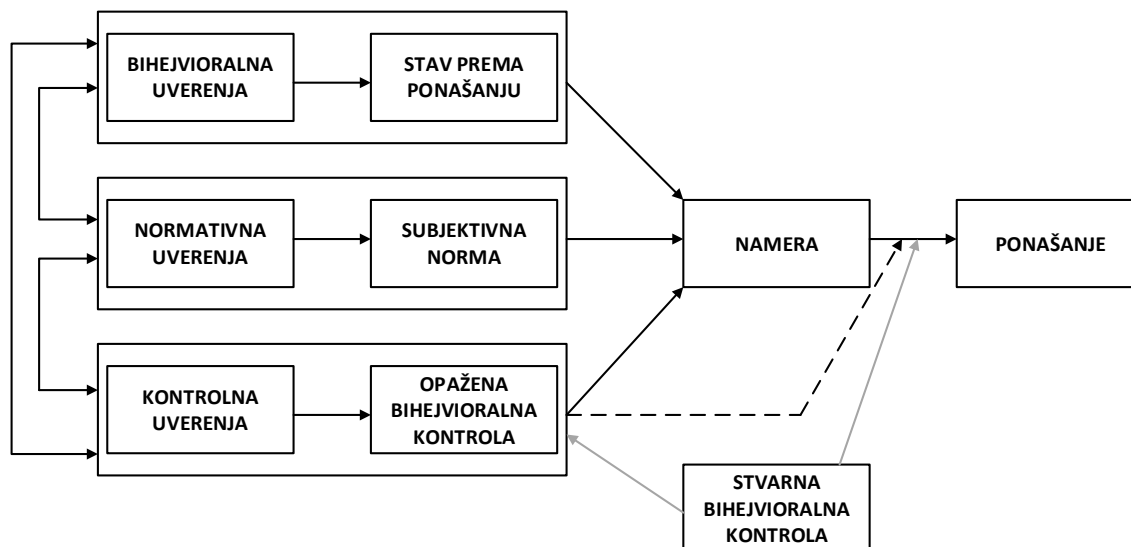 BIHEJVIORALNA
UVERENJA
STAV PREMA
PONAŠANJU
NORMATIVNA
UVERENJA
SUBJEKTIVNA
NORMA
NAMERA
PONAŠANJE
KONTROLNA
UVERENJA
OPAŽENA
BIHEJVIORALNA
KONTROLA
STVARNA
BIHEJVIORALNA
KONTROLA